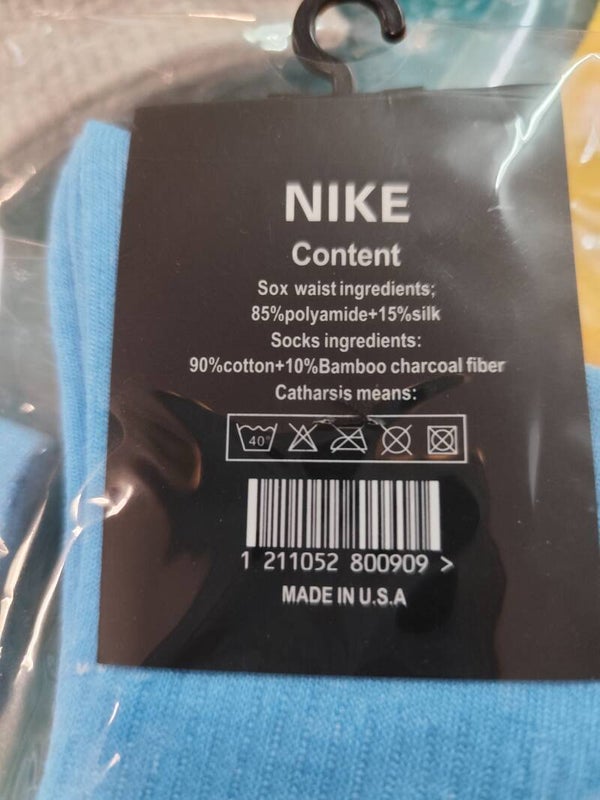 NIKE
Content
Sox waist ingredients;
85%polyamide+15%silk
Socks ingredients:
90%cotton+10%Bamboo charcoal fiber
Catharsis means:
40°
1 211052 800909 >
MADE IN U.S.A